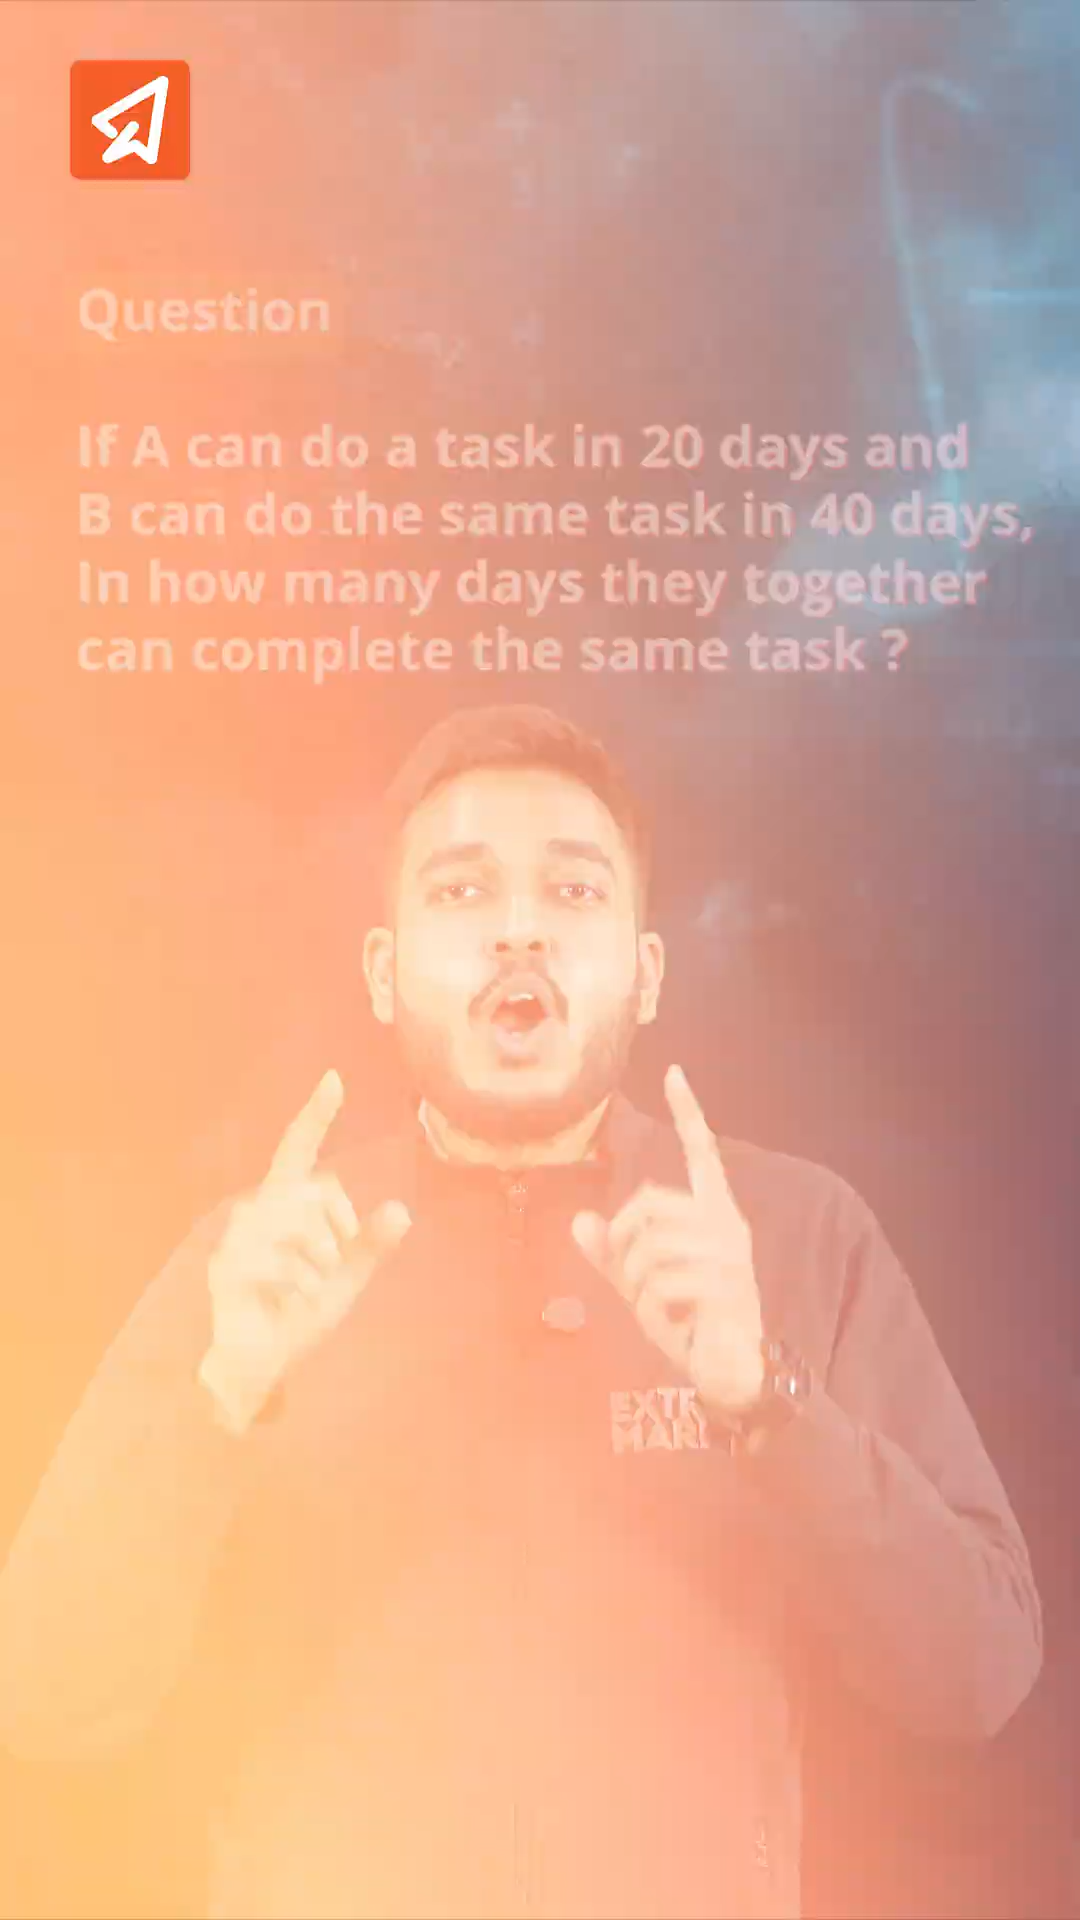 Question
If A can do a task in 20 days and
B can do the same task in 40 days,
In how many days they together
can complete the same task ?